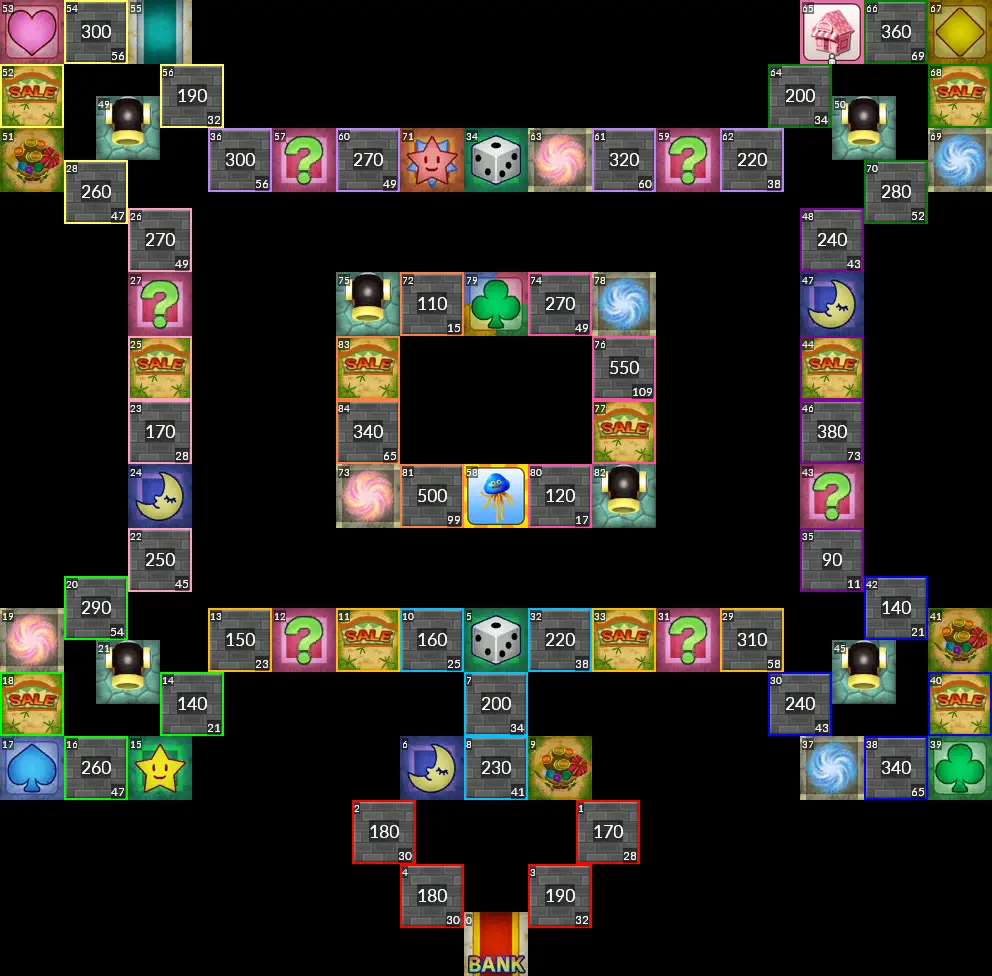 53 54 300 56 55 65 66 360 69 67
52 SALE 56 190 32 64 200 34 68 SALE
49 50
51 36 300 56 57 ? 60 270 49 71 34 63 61 320 60 59 ? 62 220 38 69
28 260 47 70 280 52
26 270 49 48 240 43
27 ? 75 72 110 15 79 74 270 49 78 47
25 SALE 83 SALE 76 550 109 44 SALE
23 170 28 84 340 65 77 SALE 46 380 73
24 73 81 500 99 58 80 120 17 82 43 ?
22 250 45 35 90 11
20 290 54 42 140 21
19 13 150 23 12 ? 11 SALE 10 160 25 5 32 220 38 33 SALE 31 ? 29 310 58 41
21 45
18 SALE 14 140 21 7 200 34 30 240 43 40 SALE
17 16 260 47 15 6 8 230 41 9 37 38 340 65 39
2 180 30 1 170 28
4 180 30 3 190 32
0 BANK